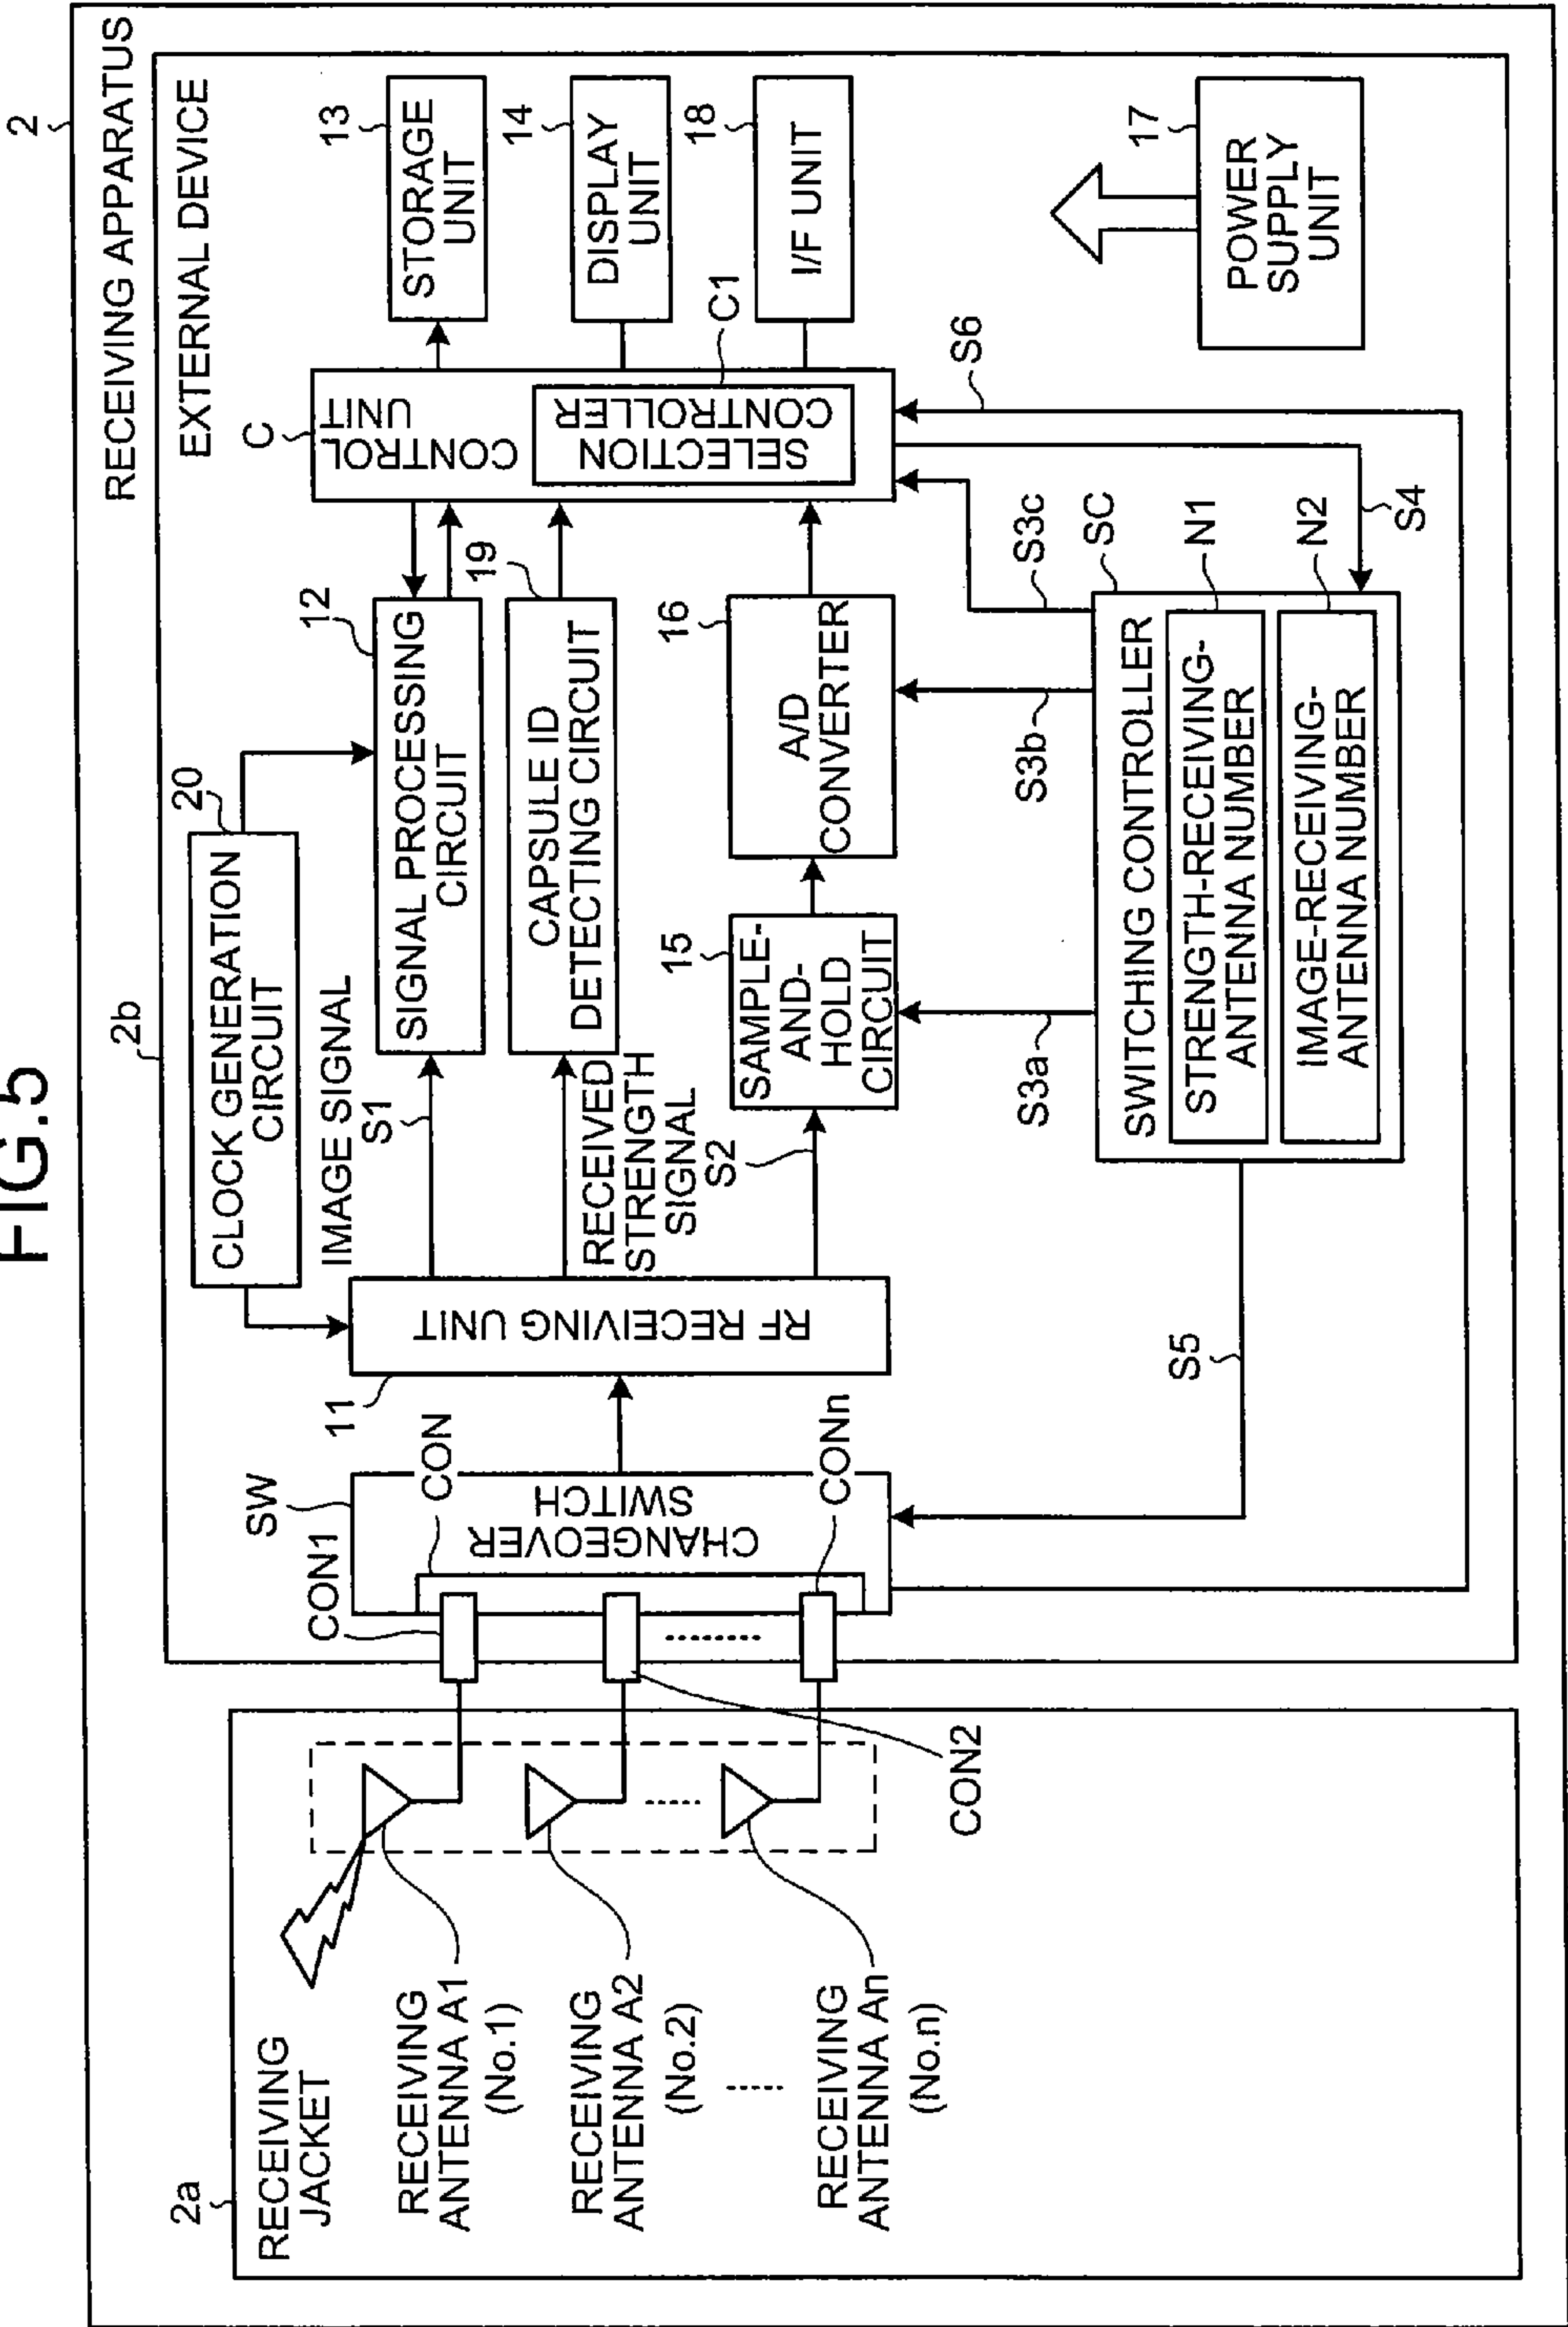 FIG.5
2
RECEIVING APPARATUS
2a
RECEIVING
JACKET
RECEIVING
ANTENNA A1
(No.1)
RECEIVING
ANTENNA A2
(No.2)
RECEIVING
ANTENNA An
(No.n)
2b
EXTERNAL DEVICE
CON1
CON2
CONn
CON
SW
CHANGEOVER
SWITCH
11
RF RECEIVING UNIT
20
CLOCK GENERATION
CIRCUIT
IMAGE SIGNAL
S1
RECEIVED
STRENGTH
SIGNAL
S2
12
SIGNAL PROCESSING
CIRCUIT
19
CAPSULE ID
DETECTING CIRCUIT
15
SAMPLE-
AND-
HOLD
CIRCUIT
16
A/D
CONVERTER
C
CONTROL
UNIT
C1
SELECTION
CONTROLLER
13
STORAGE
UNIT
14
DISPLAY
UNIT
18
I/F UNIT
S3a
S3b
S3c
SC
SWITCHING CONTROLLER
N1
STRENGTH-RECEIVING-
ANTENNA NUMBER
N2
IMAGE-RECEIVING-
ANTENNA NUMBER
S4
S5
S6
17
POWER
SUPPLY
UNIT